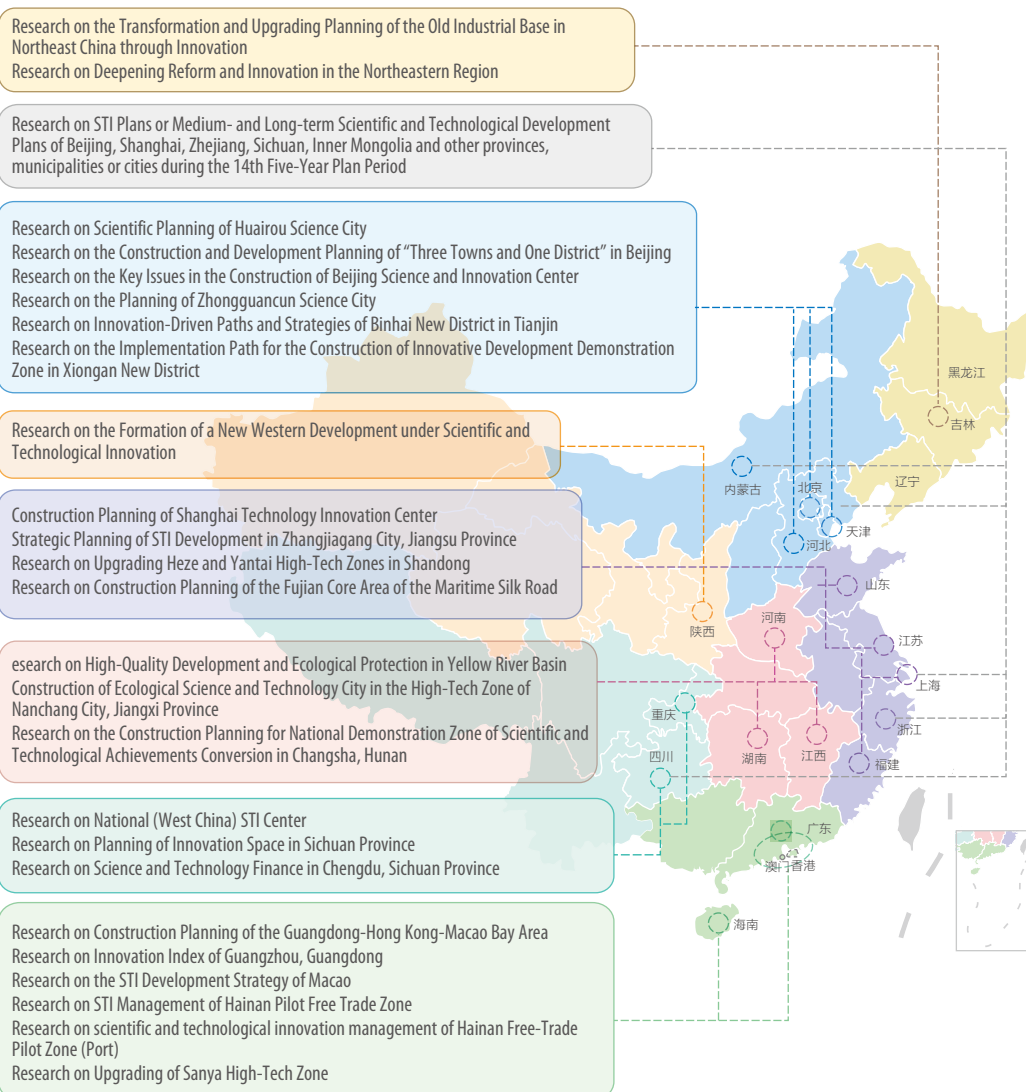 Research on the Transformation and Upgrading Planning of the Old Industrial Base in
Northeast China through Innovation
Research on Deepening Reform and Innovation in the Northeastern Region
Research on STI Plans or Medium- and Long-term Scientific and Technological Development
Plans of Beijing, Shanghai, Zhejiang, Sichuan, Inner Mongolia and other provinces,
municipalities or cities during the 14th Five-Year Plan Period
Research on Scientific Planning of Huairou Science City
Research on the Construction and Development Planning of “Three Towns and One District” in Beijing
Research on the Key Issues in the Construction of Beijing Science and Innovation Center
Research on the Planning of Zhongguancun Science City
Research on Innovation-Driven Paths and Strategies of Binhai New District in Tianjin
Research on the Implementation Path for the Construction of Innovative Development Demonstration
Zone in Xiongan New District
Research on the Formation of a New Western Development under Scientific and
Technological Innovation
Construction Planning of Shanghai Technology Innovation Center
Strategic Planning of STI Development in Zhangjiagang City, Jiangsu Province
Research on Upgrading Heze and Yantai High-Tech Zones in Shandong
Research on Construction Planning of the Fujian Core Area of the Maritime Silk Road
esearch on High-Quality Development and Ecological Protection in Yellow River Basin
Construction of Ecological Science and Technology City in the High-Tech Zone of
Nanchang City, Jiangxi Province
Research on the Construction Planning for National Demonstration Zone of Scientific and
Technological Achievements Conversion in Changsha, Hunan
Research on National (West China) STI Center
Research on Planning of Innovation Space in Sichuan Province
Research on Science and Technology Finance in Chengdu, Sichuan Province
Research on Construction Planning of the Guangdong-Hong Kong-Macao Bay Area
Research on Innovation Index of Guangzhou, Guangdong
Research on the STI Development Strategy of Macao
Research on STI Management of Hainan Pilot Free Trade Zone
Research on scientific and technological innovation management of Hainan Free-Trade
Pilot Zone (Port)
Research on Upgrading of Sanya High-Tech Zone
黑龙江
吉林
辽宁
内蒙古
北京
天津
河北
山东
陕西
河南
江苏
上海
重庆
浙江
四川
湖南
江西
福建
广东
澳门
香港
海南